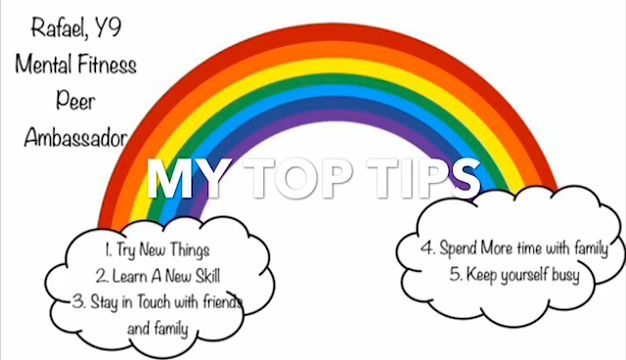 Rafael, Y9
Mental Fitness
Peer
Ambassador
MY TOP TIPS
1. Try New Things
2. Learn A New Skill
3. Stay in Touch with friends
and family
4. Spend More time with family
5. Keep yourself busy